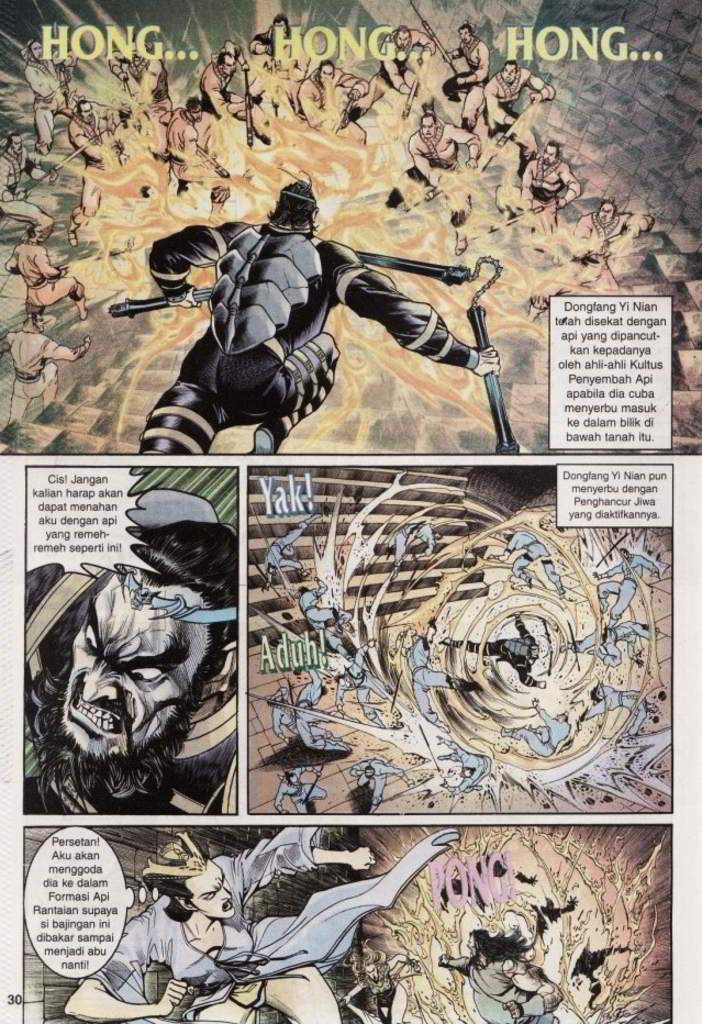 HONG... HONG... HONG...
Dongfang Yi Nian
telah disekat dengan
api yang dipancut-
kan kepadanya
oleh ahli-ahli Kultus
Penyembah Api
apabila dia cuba
menyerbu masuk
ke dalam bilik di
bawah tanah itu.
Cis! Jangan
kalian harap akan
dapat menahan
aku dengan api
yang remeh-
remeh seperti ini!
Yak!
Dongfang Yi Nian pun
menyerbu dengan
Penghancur Jiwa
yang diaktifkannya.
Aduh!
Persetan!
Aku akan
menggoda
dia ke dalam
Formasi Api
Rantaian supaya
si bajingan ini
dibakar sampai
menjadi abu
nanti!
PONG!
30